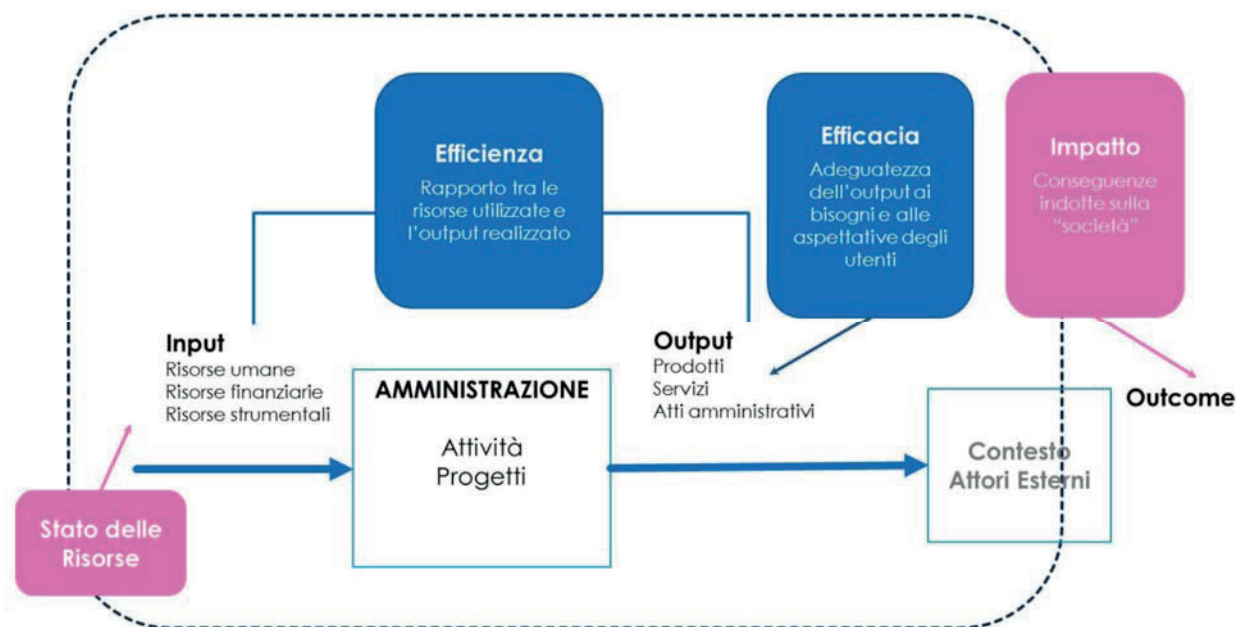 Efficienza
Rapporto tra le
risorse utilizzate e
l'output realizzato
Efficacia
Adeguatezza
dell'output ai
bisogni e alle
aspettative degli
utenti
Impatto
Conseguenze
indotte sulla
"società"
Input
Risorse umane
Risorse finanziarie
Risorse strumentali
AMMINISTRAZIONE
Attività
Progetti
Output
Prodotti
Servizi
Atti amministrativi
Outcome
Contesto
Attori Esterni
Stato delle
Risorse